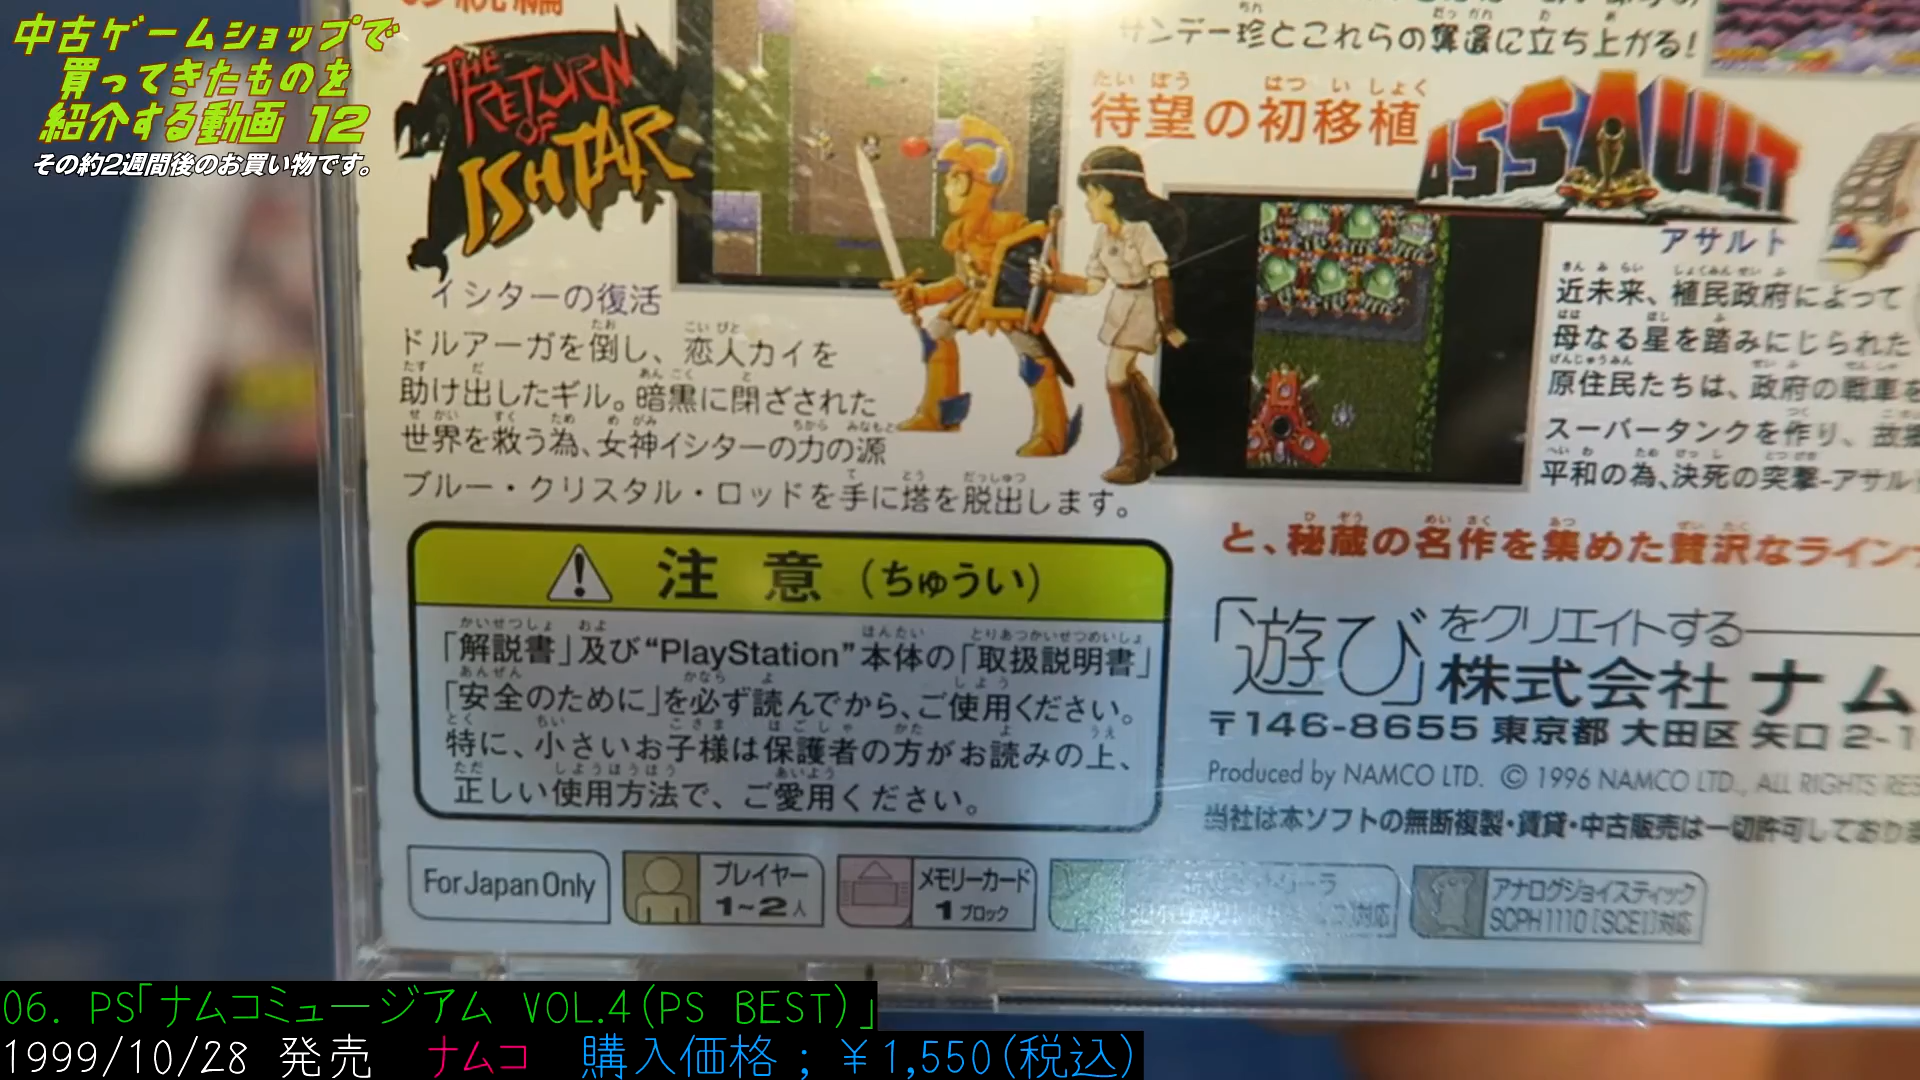 中古ゲームショップで
買ってきたものを
紹介する動画 12
その約2週間後のお買い物です。
サンデー珍とこれらの奪還に立ち上がる!
THE
RETURN
OF
ISHTAR
イシターの復活
ドルアーガを倒し、恋人カイを
助け出したギル。暗黒に閉ざされた
世界を救う為、女神イシターの力の源
ブルー・クリスタル・ロッドを手に塔を脱出します。
待望の初移植
ASSAULT
アサルト
近未来、植民政府によって
母なる星を踏みにじられた
原住民たちは、政府の戦車を
スーパータンクを作り、故
平和の為、決死の突撃-アサルト
と、秘蔵の名作を集めた贅沢なライン
注意(ちゅうい)
「解説書」及び“PlayStation”本体の「取扱説明書」
「安全のために」を必ず読んでから、ご使用ください。
特に、小さいお子様は保護者の方がお読みの上、
正しい使用方法で、ご愛用ください。
「遊び」をクリエイトする
株式会社 ナム
〒146-8655 東京都 大田区 矢口 2-1
Produced by NAMCO LTD. © 1996 NAMCO LTD., ALL RIGHTS RES
当社は本ソフトの無断複製・賃貸・中古販売は一切許可しておりま
For Japan Only
プレイヤー
1~2人
メモリーカード
1ブロック
対応
アナログジョイスティック
SCPH1110[SCEI]対応
06. PS「ナムコミュージアム VOL.4(PS BEST)」
1999/10/28 発売 ナムコ 購入価格;¥1,550(税込)